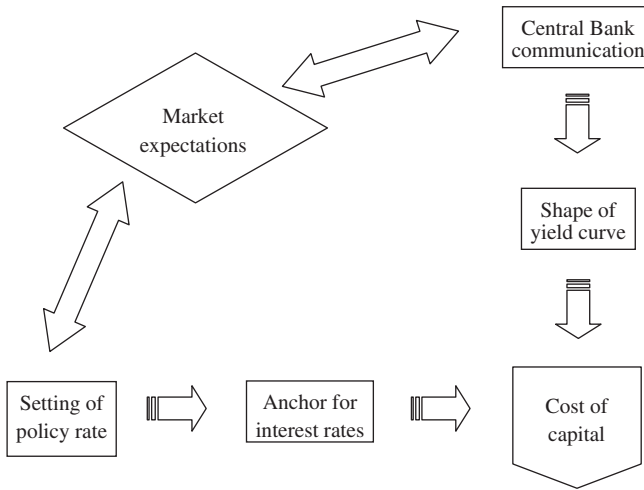 Central Bank
communication
Market
expectations
Shape of
yield curve
Setting of
policy rate
Anchor for
interest rates
Cost of
capital